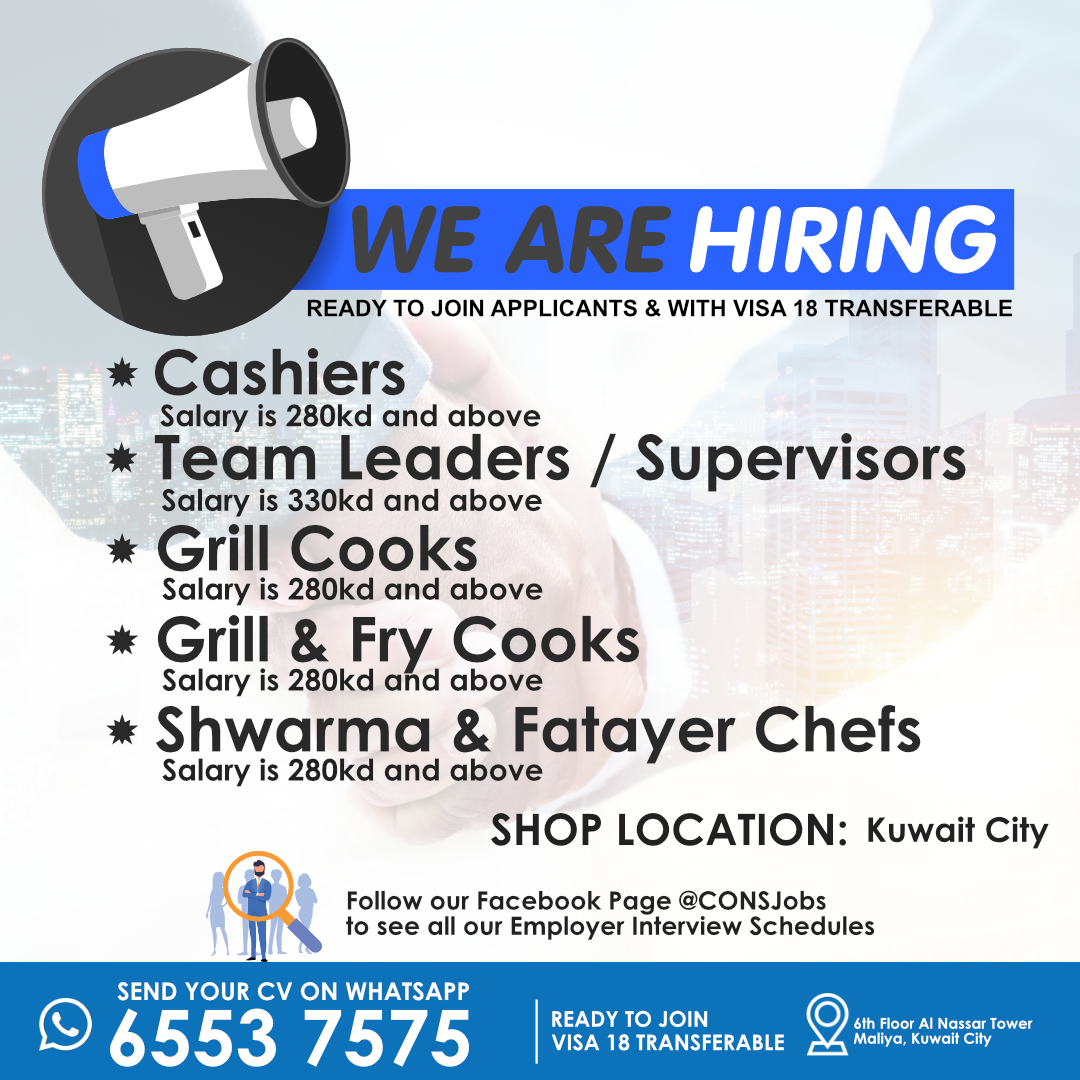 WE ARE HIRING
READY TO JOIN APPLICANTS & WITH VISA 18 TRANSFERABLE
Cashiers
Salary is 280kd and above
Team Leaders / Supervisors
Salary is 330kd and above
Grill Cooks
Salary is 280kd and above
Grill & Fry Cooks
Salary is 280kd and above
Shwarma & Fatayer Chefs
Salary is 280kd and above
SHOP LOCATION: Kuwait City
Follow our Facebook Page @CONSJobs
to see all our Employer Interview Schedules
SEND YOUR CV ON WHATSAPP
6553 7575
READY TO JOIN
VISA 18 TRANSFERABLE
6th Floor Al Nassar Tower
Maliya, Kuwait City